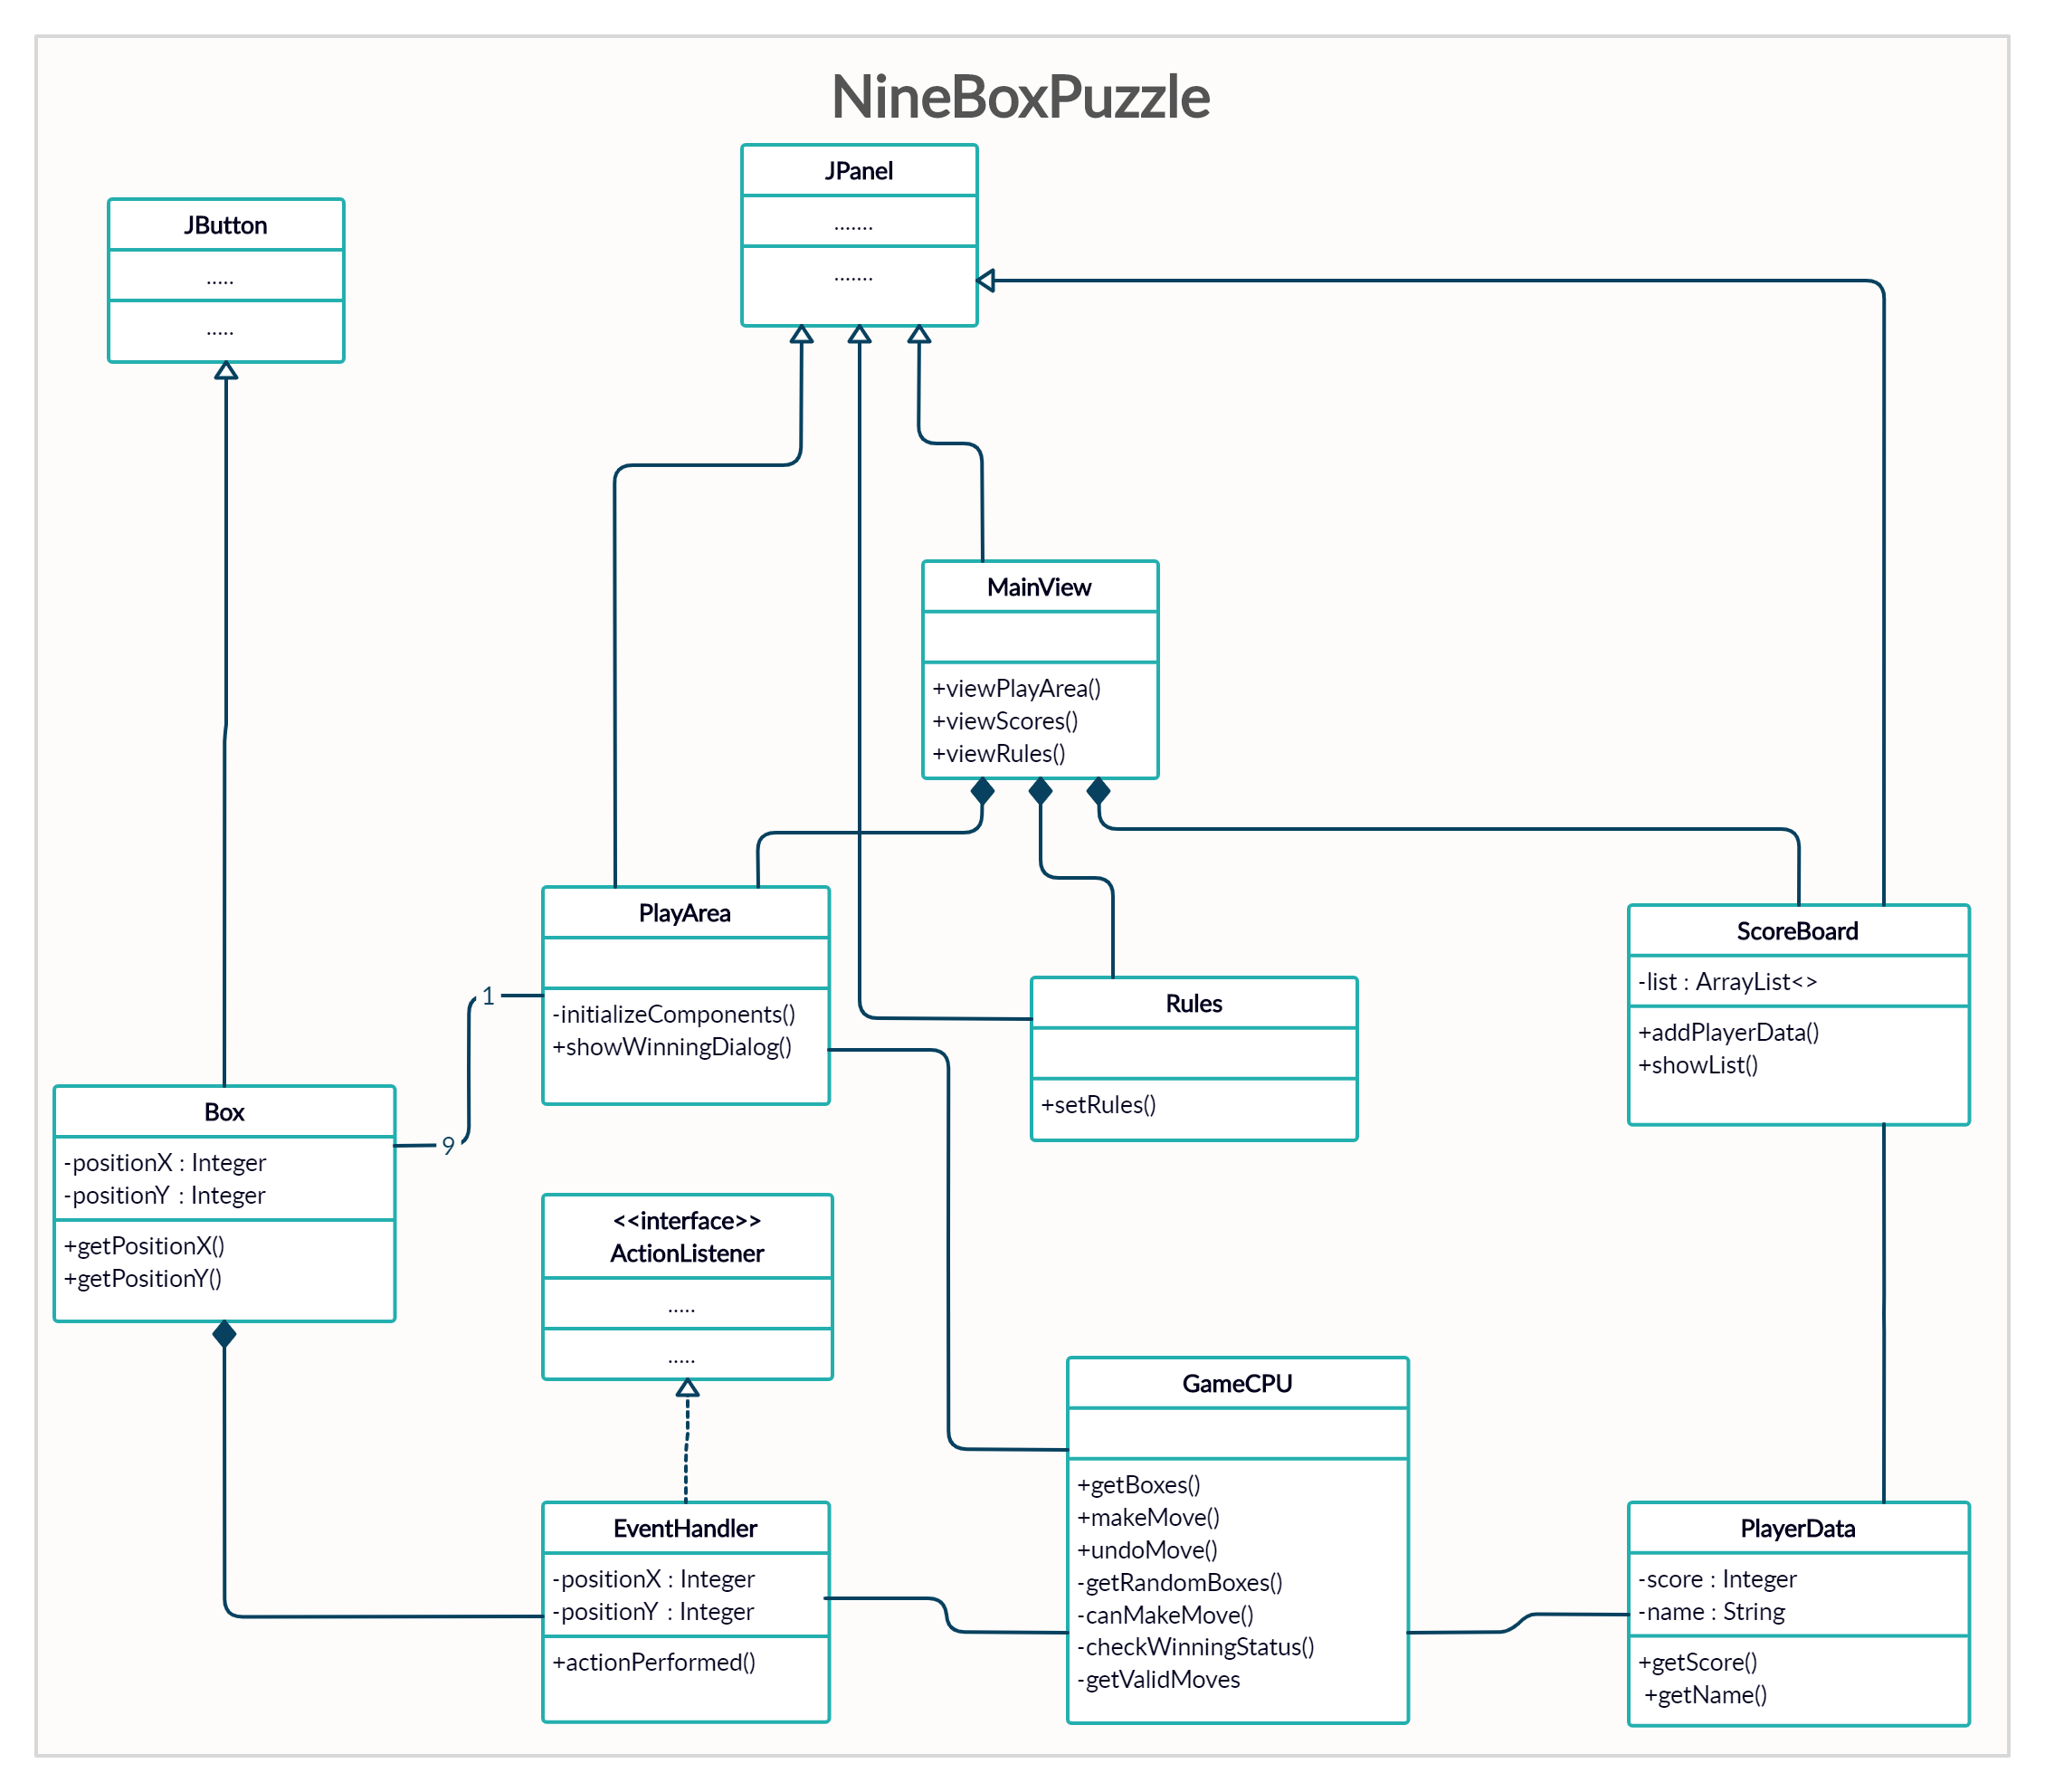 NineBoxPuzzle
JPanel
.......
.......
JButton
.....
.....
MainView
+viewPlayArea()
+viewScores()
+viewRules()
PlayArea
-initializeComponents()
+showWinningDialog()
ScoreBoard
-list : ArrayList<>
+addPlayerData()
+showList()
Rules
+setRules()
1
9
Box
-positionX : Integer
-positionY : Integer
+getPositionX()
+getPositionY()
<<interface>>
ActionListener
.....
.....
GameCPU
+getBoxes()
+makeMove()
+undoMove()
-getRandomBoxes()
-canMakeMove()
-checkWinningStatus()
-getValidMoves
EventHandler
-positionX : Integer
-positionY : Integer
+actionPerformed()
PlayerData
-score : Integer
-name : String
+getScore()
+getName()